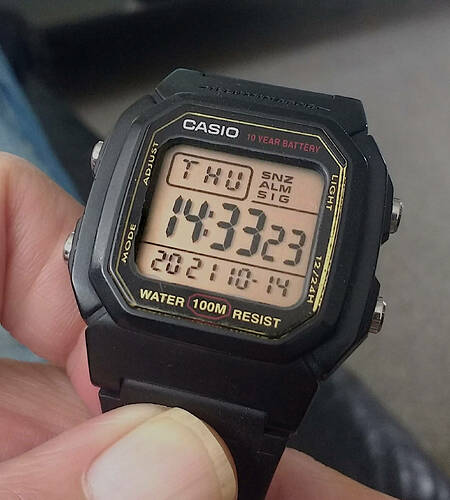 CASIO
10 YEAR BATTERY
ADJUST
LIGHT
THU
SNZ
ALM
SIG
14:33 23
MODE
12/24H
2021 10-14
WATER 100M RESIST